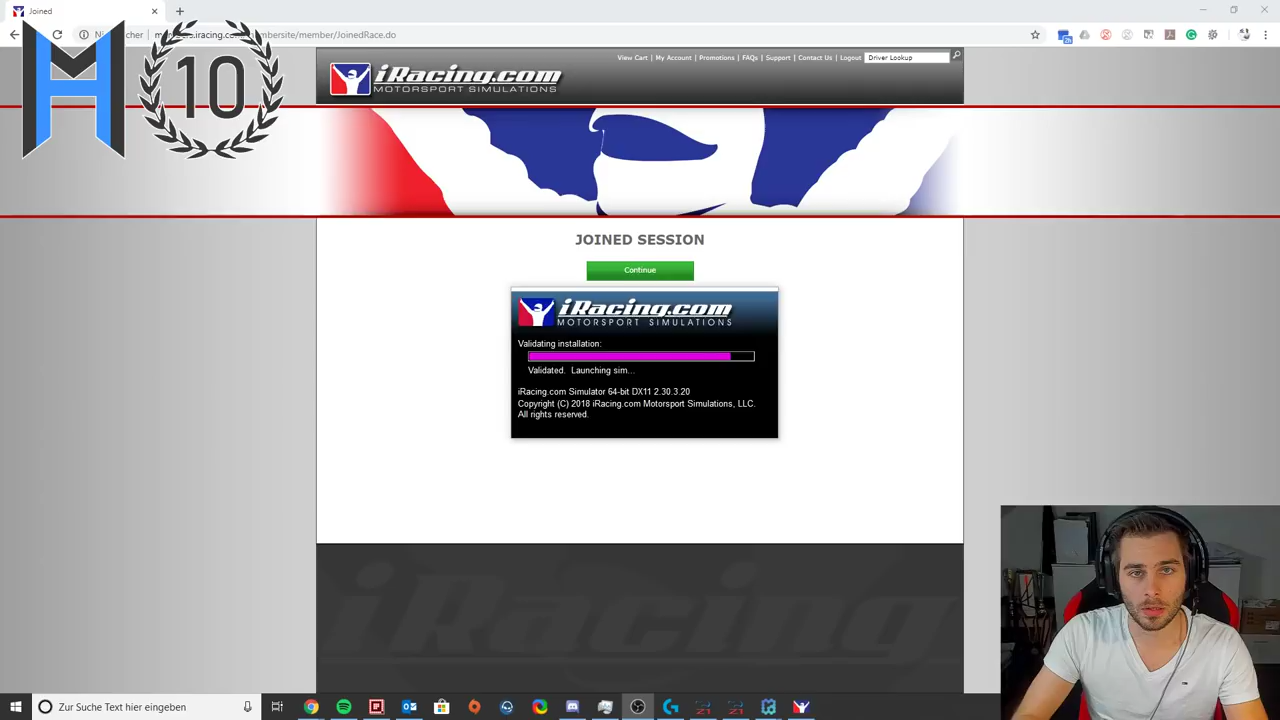 Joined
members.iracing.com/membersite/member/JoinedRace.do
10
View Cart | My Account | Promotions | FAQs | Support | Contact Us | Logout
Driver Lookup
iRacing.com
MOTORSPORT SIMULATIONS
JOINED SESSION
Continue
iRacing.com
MOTORSPORT SIMULATIONS
Validating installation:
Validated. Launching sim...
iRacing.com Simulator 64-bit DX11 2.30.3.20
Copyright (C) 2018 iRacing.com Motorsport Simulations, LLC.
All rights reserved.
iRacing
Zur Suche Text hier eingeben